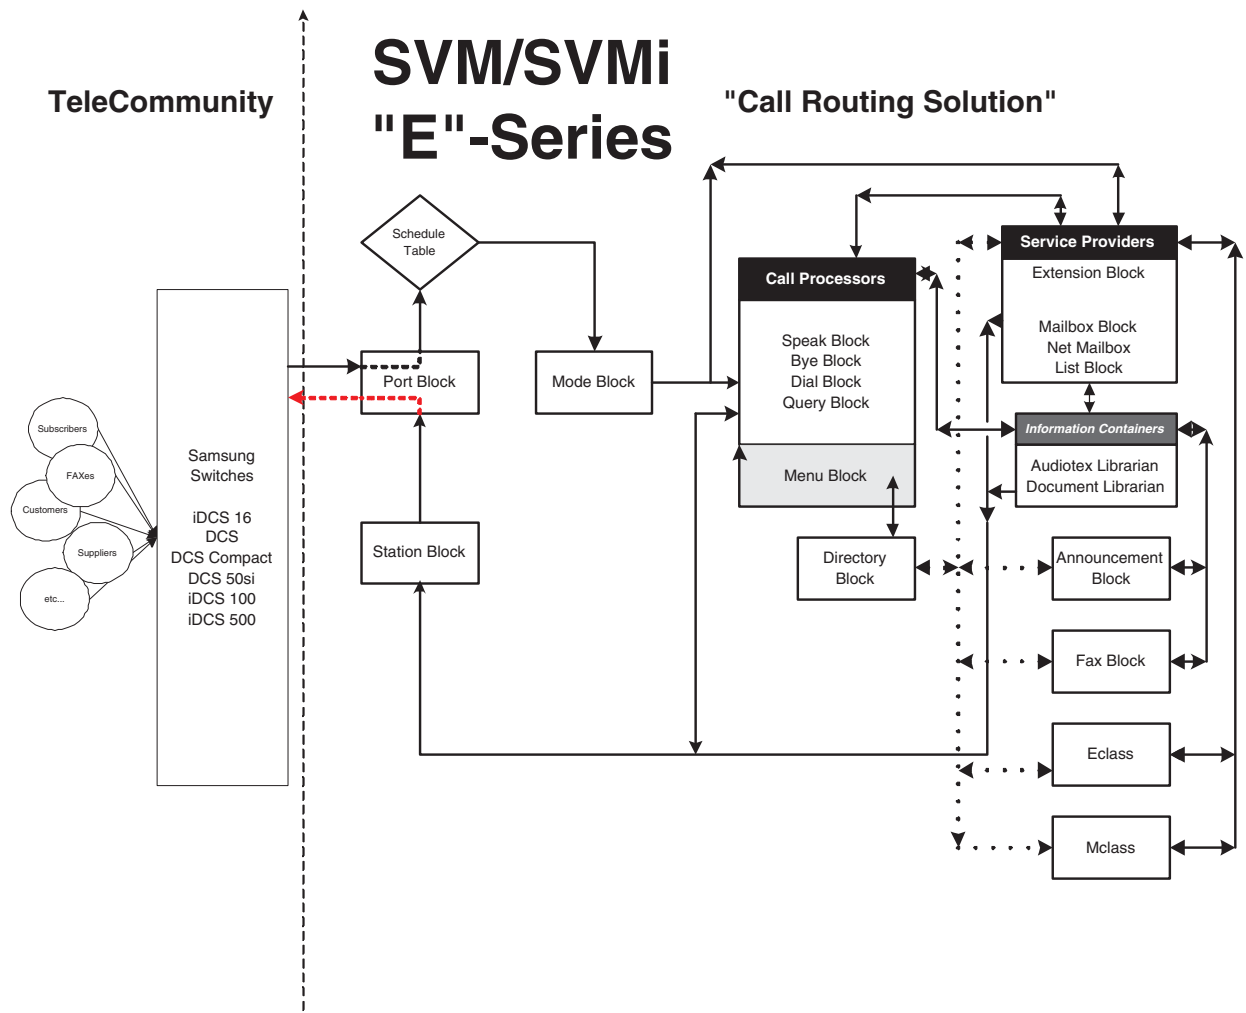 TeleCommunity
SVM/SVMi
"E"-Series
"Call Routing Solution"
Schedule
Table
Port Block
Mode Block
Station Block
Subscribers
FAXes
Customers
Suppliers
etc...
Samsung
Switches
iDCS 16
DCS
DCS Compact
DCS 50si
iDCS 100
iDCS 500
Call Processors
Speak Block
Bye Block
Dial Block
Query Block
Menu Block
Directory
Block
Service Providers
Extension Block
Mailbox Block
Net Mailbox
List Block
Information Containers
Audiotex Librarian
Document Librarian
Announcement
Block
Fax Block
Eclass
Mclass